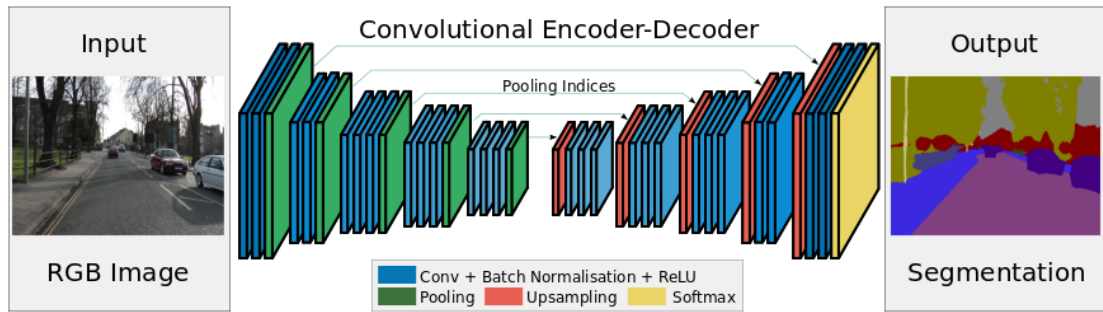 Input
RGB Image
Convolutional Encoder-Decoder
Pooling Indices
Conv + Batch Normalisation + ReLU
Pooling
Upsampling
Softmax
Output
Segmentation